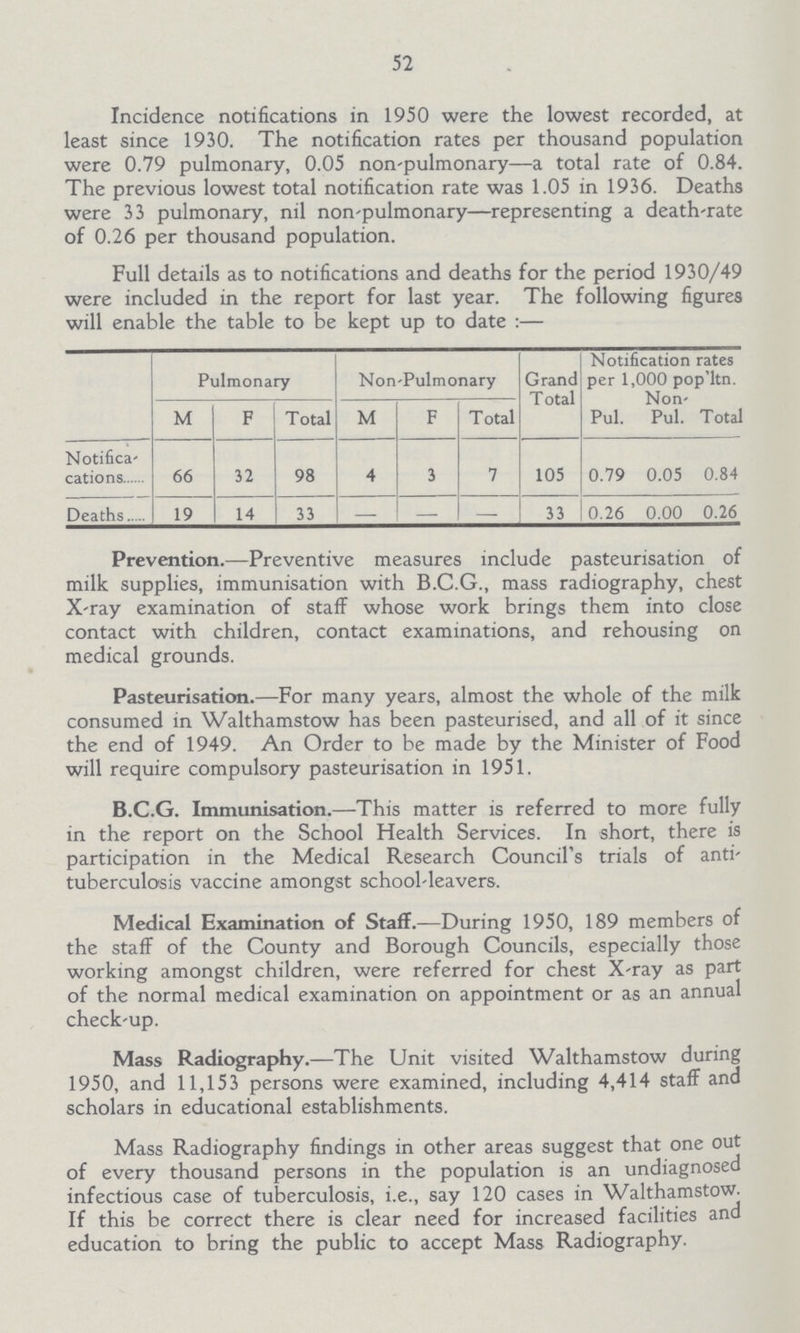 52
Incidence notifications in 1950 were the lowest recorded, at
least since 1930. The notification rates per thousand population
were 0.79 pulmonary, 0.05 non-pulmonary—a total rate of 0.84.
The previous lowest total notification rate was 1.05 in 1936. Deaths
were 33 pulmonary, nil non-pulmonary—representing a death-rate
of 0.26 per thousand population.
Full details as to notifications and deaths for the period 1930/49
were included in the report for last year. The following figures
will enable the table to be kept up to date :—
Pulmonary Non-Pulmonary Grand Total Notification rates per 1,000 pop'ltn.
M F Total M F Total Pul. Non-Pul. Total
Notifica-
cations...... 66 32 98 4 3 7 105 0.79 0.05 0.84
Deaths..... 19 14 33 — — — 33 0.26 0.00 0.26
Prevention.—Preventive measures include pasteurisation of
milk supplies, immunisation with B.C.G., mass radiography, chest
X-ray examination of staff whose work brings them into close
contact with children, contact examinations, and rehousing on
medical grounds.
Pasteurisation.—For many years, almost the whole of the milk
consumed in Walthamstow has been pasteurised, and all of it since
the end of 1949. An Order to be made by the Minister of Food
will require compulsory pasteurisation in 1951.
B.C.G. Immunisation.—This matter is referred to more fully
in the report on the School Health Services. In short, there is
participation in the Medical Research Council's trials of anti-
tuberculosis vaccine amongst school-leavers.
Medical Examination of Staff.—During 1950, 189 members of
the staff of the County and Borough Councils, especially those
working amongst children, were referred for chest X-ray as part
of the normal medical examination on appointment or as an annual
check-up.
Mass Radiography.—The Unit visited Walthamstow during
1950, and 11,153 persons were examined, including 4,414 staff and
scholars in educational establishments.
Mass Radiography findings in other areas suggest that one out
of every thousand persons in the population is an undiagnosed
infectious case of tuberculosis, i.e., say 120 cases in Walthamstow.
If this be correct there is clear need for increased facilities and
education to bring the public to accept Mass Radiography.